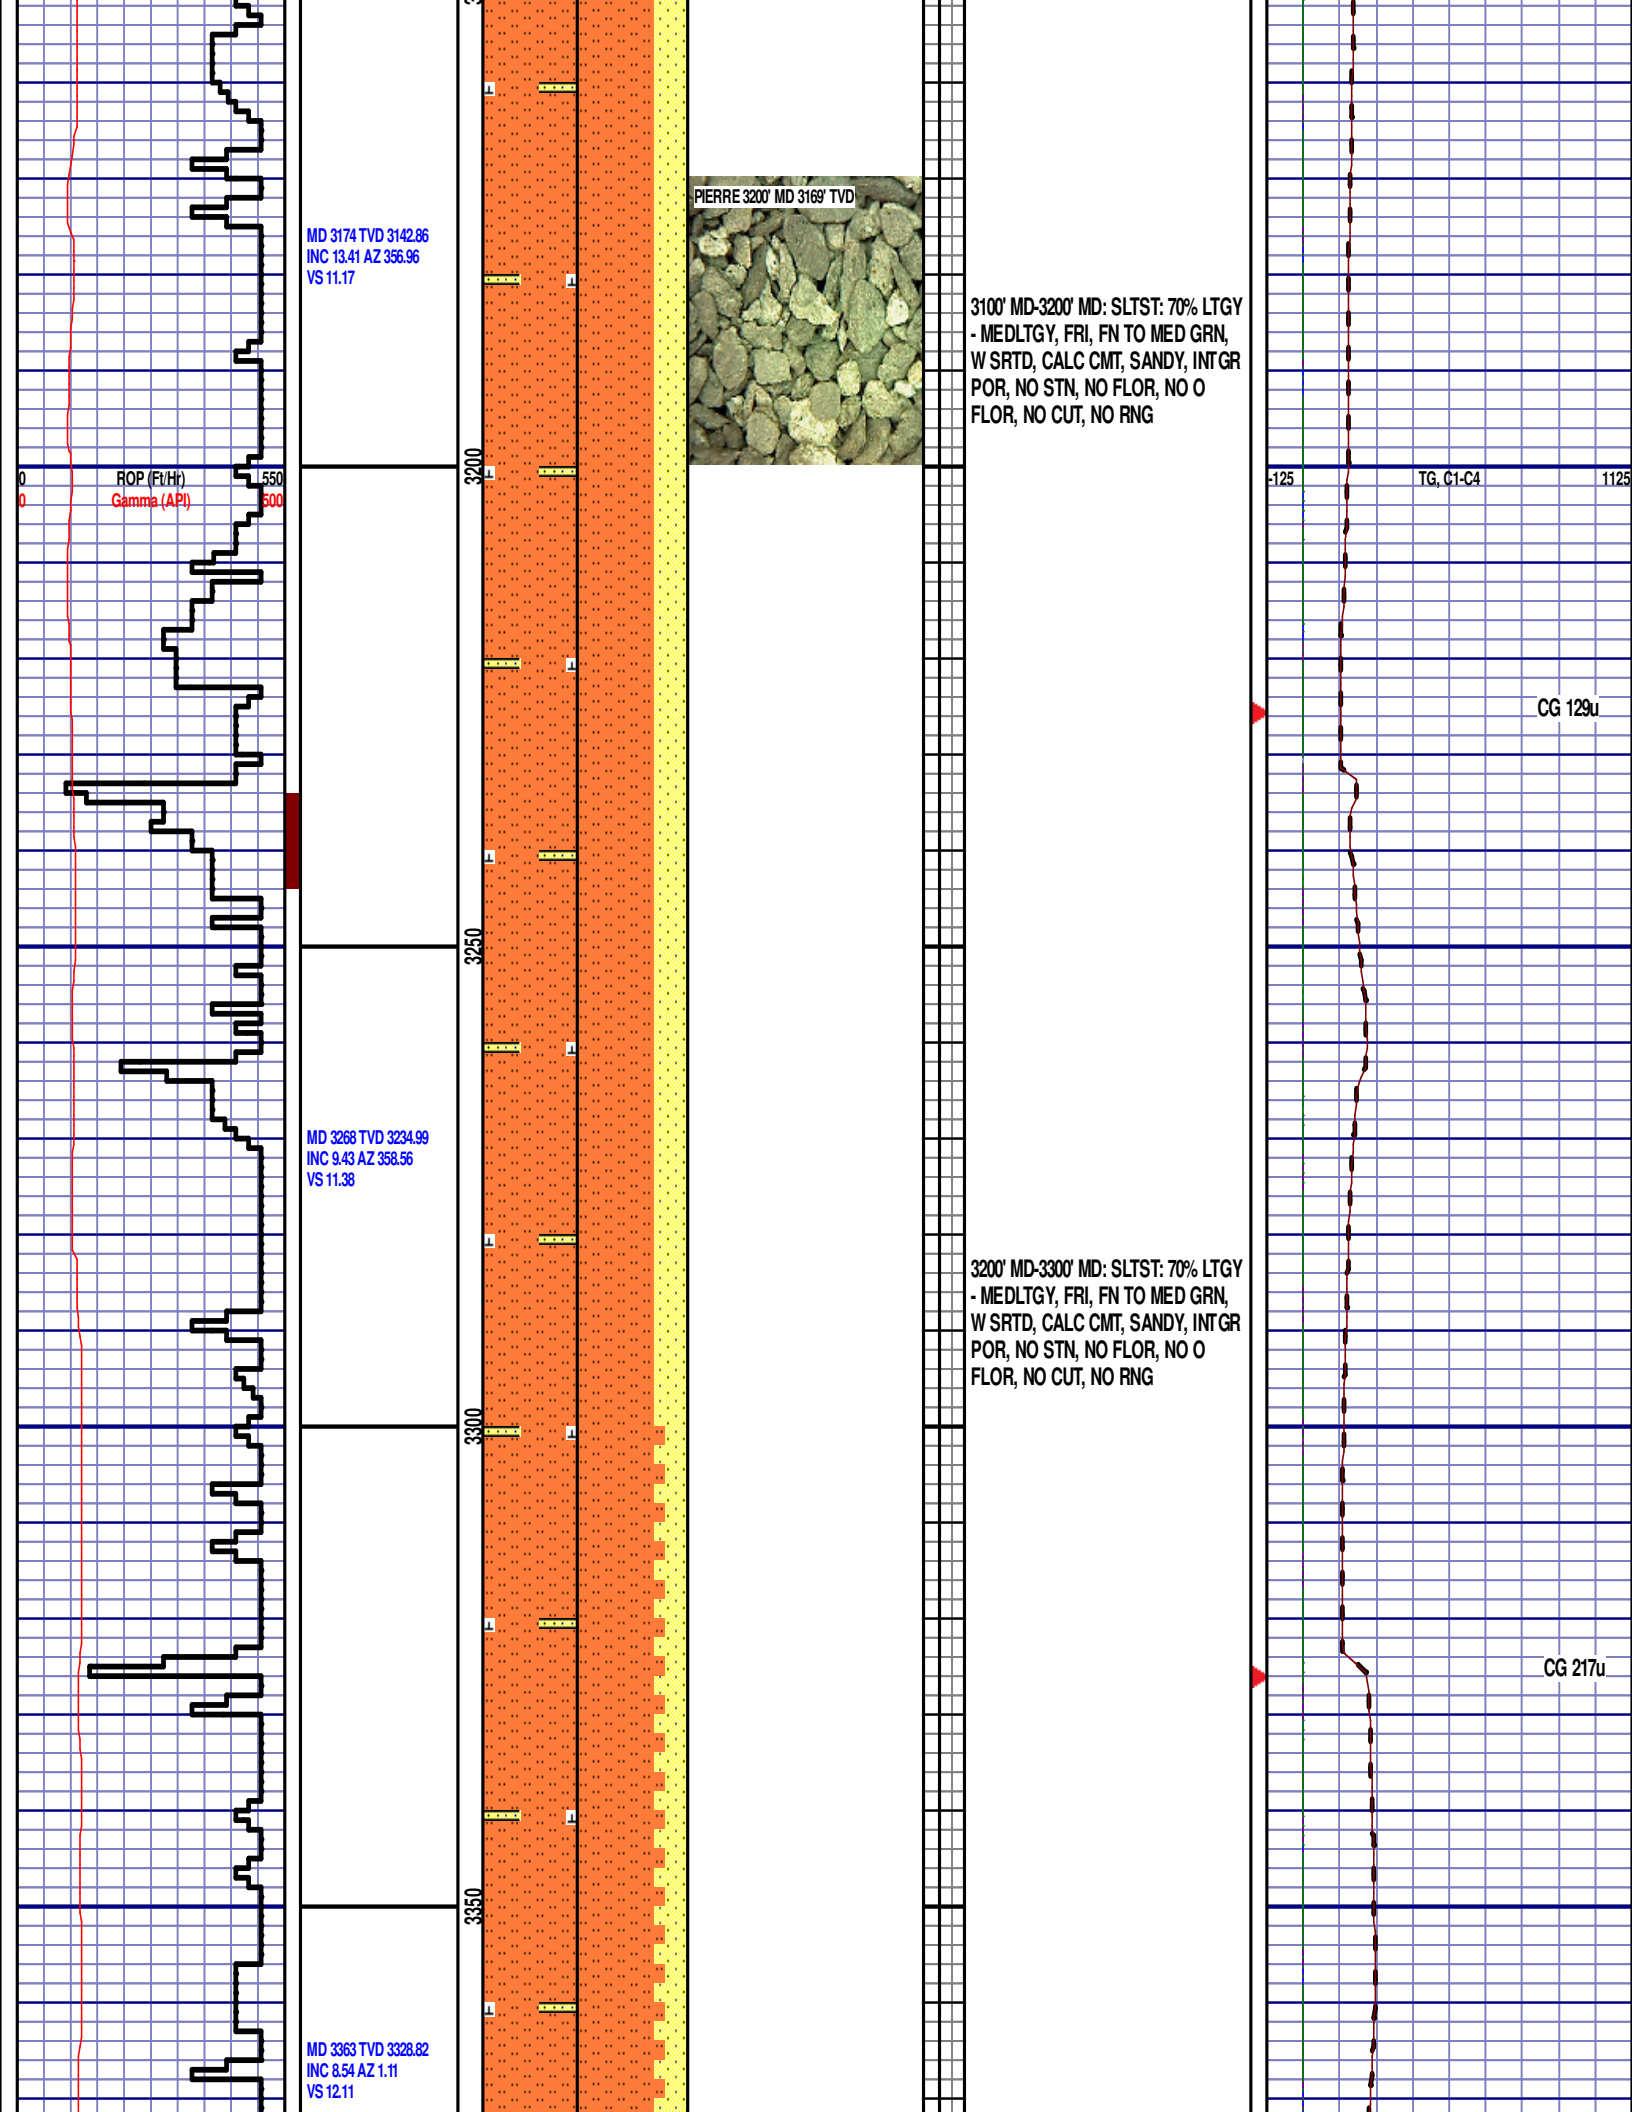 PIERRE 3200' MD 3169' TVD
MD 3174 TVD 3142.86
INC 13.41 AZ 356.96
VS 11.17
3100' MD-3200' MD: SLTST: 70% LTGY
- MEDLTGY, FRI, FN TO MED GRN,
W SRTD, CALC CMT, SANDY, INTGR
POR, NO STN, NO FLOR, NO O
FLOR, NO CUT, NO RNG
3200
0 ROP (Ft/Hr) 550
0 Gamma (API) 500
-125 TG, C1-C4 1125
CG 129u
3250
MD 3268 TVD 3234.99
INC 9.43 AZ 358.56
VS 11.38
3200' MD-3300' MD: SLTST: 70% LTGY
- MEDLTGY, FRI, FN TO MED GRN,
W SRTD, CALC CMT, SANDY, INTGR
POR, NO STN, NO FLOR, NO O
FLOR, NO CUT, NO RNG
3300
CG 217u
3350
MD 3363 TVD 3328.82
INC 8.54 AZ 1.11
VS 12.11